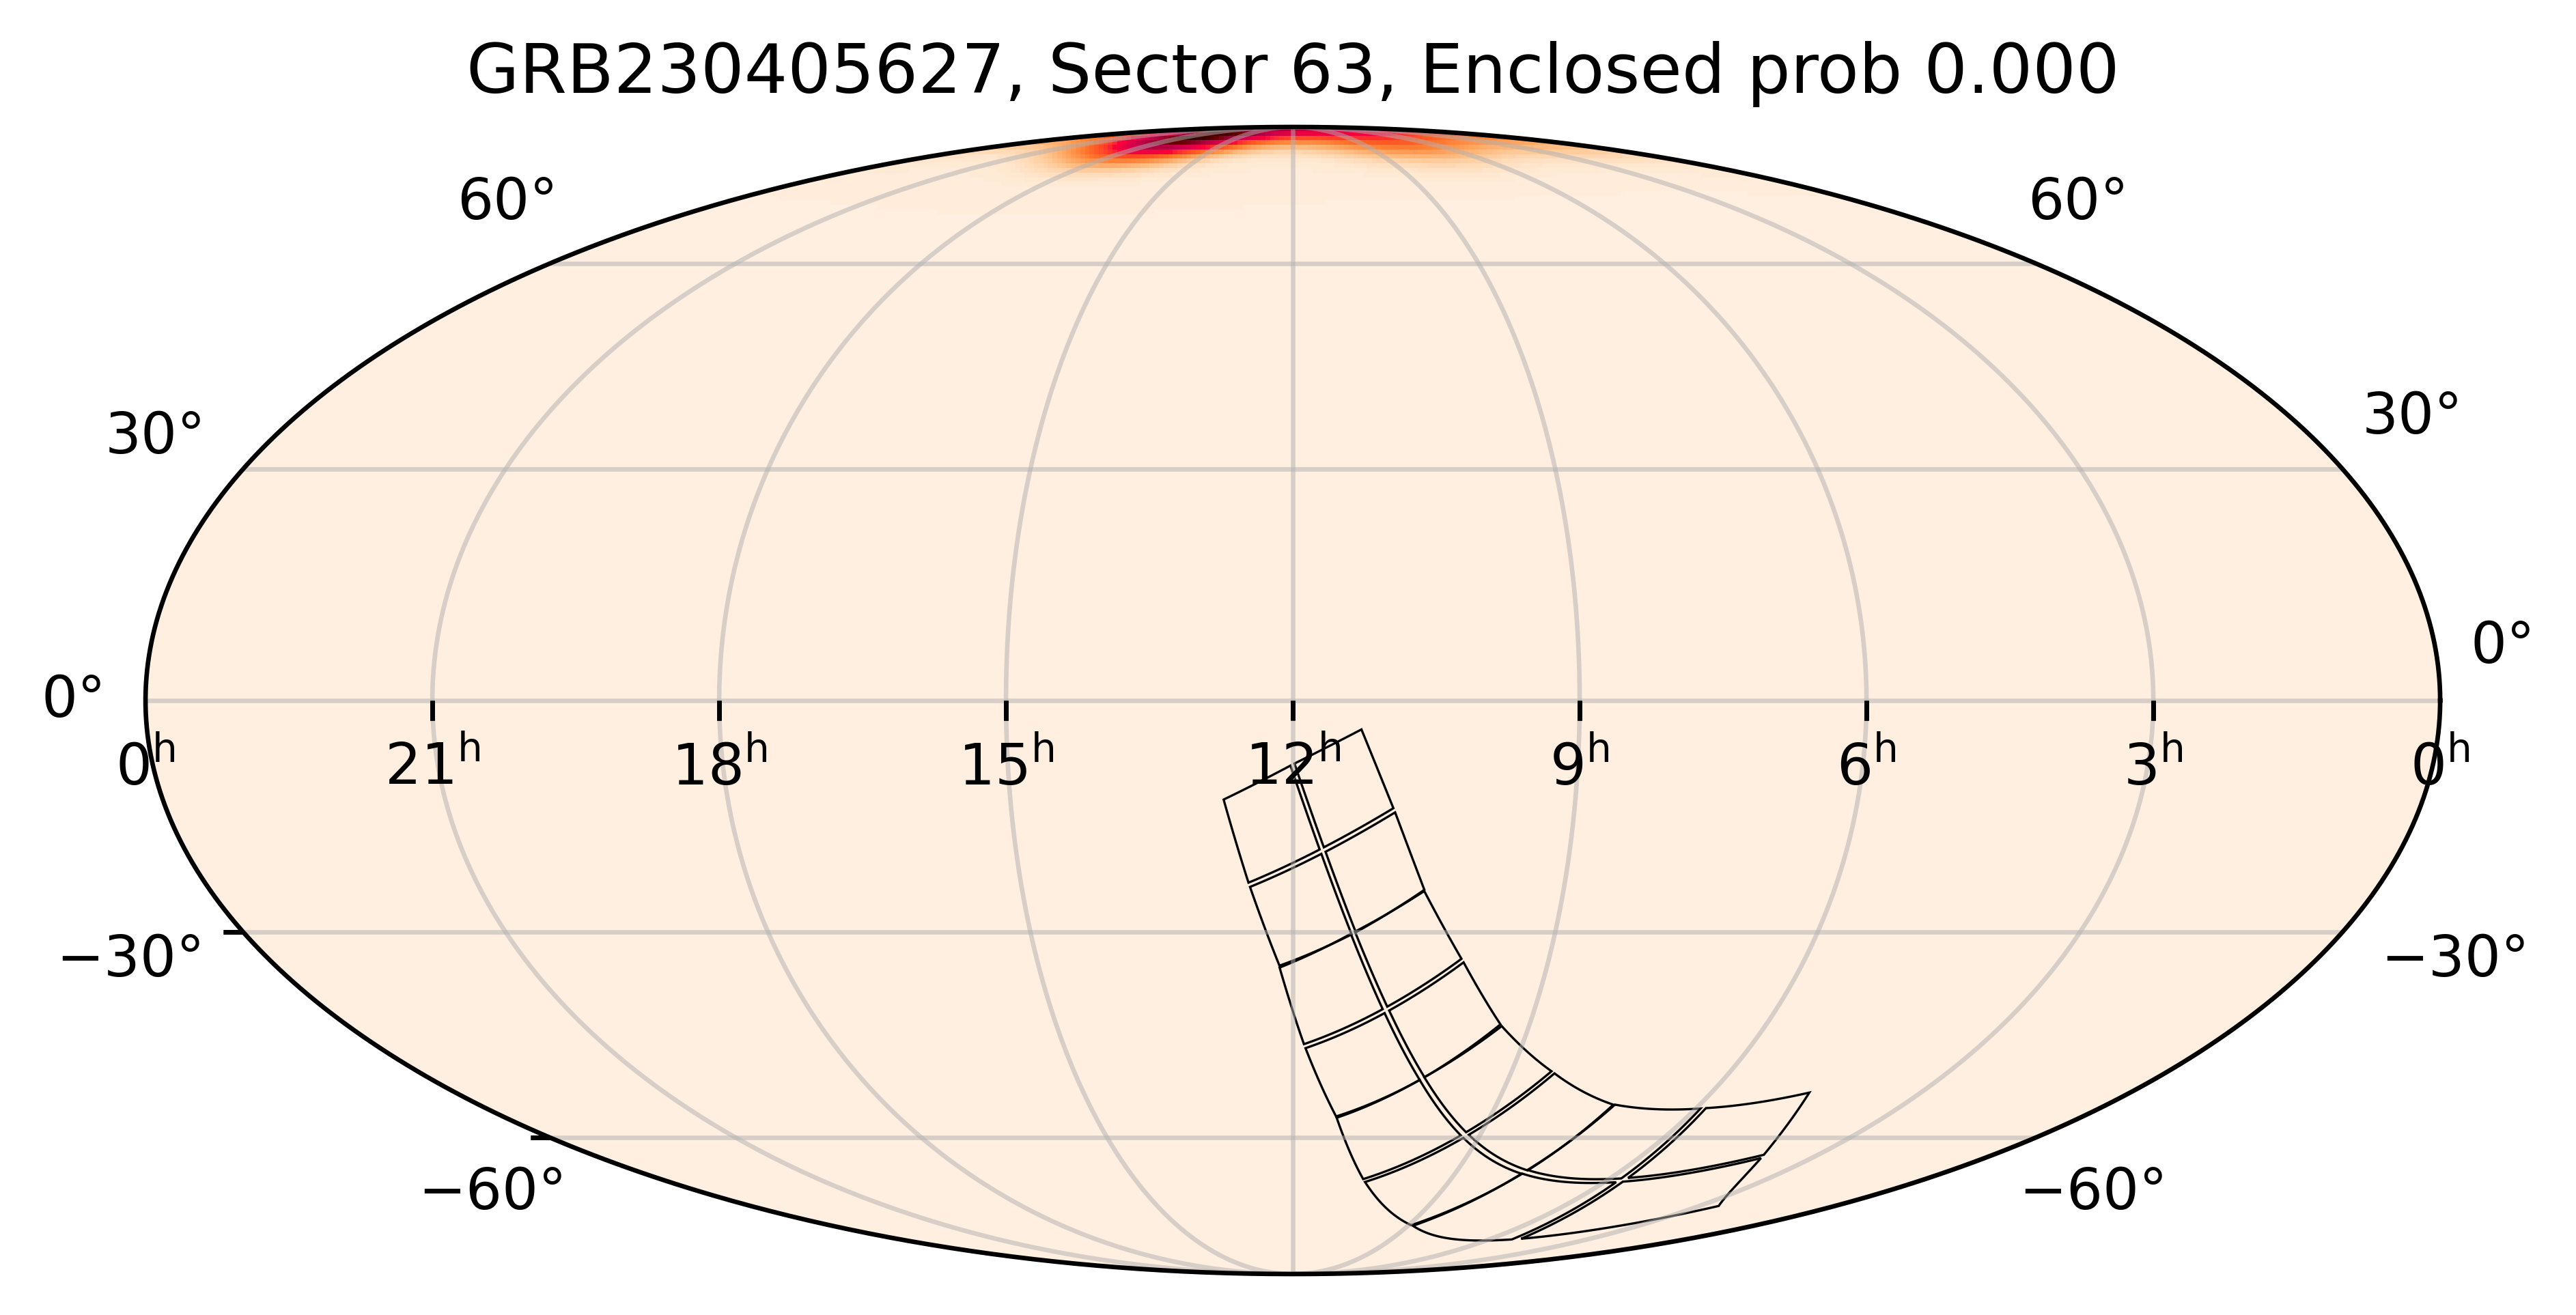 GRB230405627, Sector 63, Enclosed prob 0.000
60° 60°
30° 30°
0° 0°
0ʰ 21ʰ 18ʰ 15ʰ 12ʰ 9ʰ 6ʰ 3ʰ 0ʰ
−30° −30°
−60° −60°